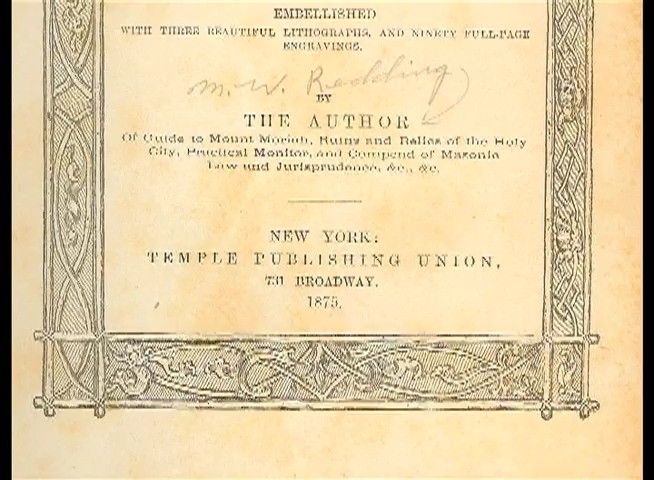 EMBELLISHED
WITH THREE BEAUTIFUL LITHOGRAPHS, AND NINETY FULL-PAGE
ENGRAVINGS.
M. W. Redding
BY
THE AUTHOR
Of Guide to Mount Moriah, Ruins and Relics of the Holy
City, Practical Monitor, and Compend of Masonic
Law and Jurisprudence, &c., &c.
NEW YORK:
TEMPLE PUBLISHING UNION,
731 BROADWAY.
1875.